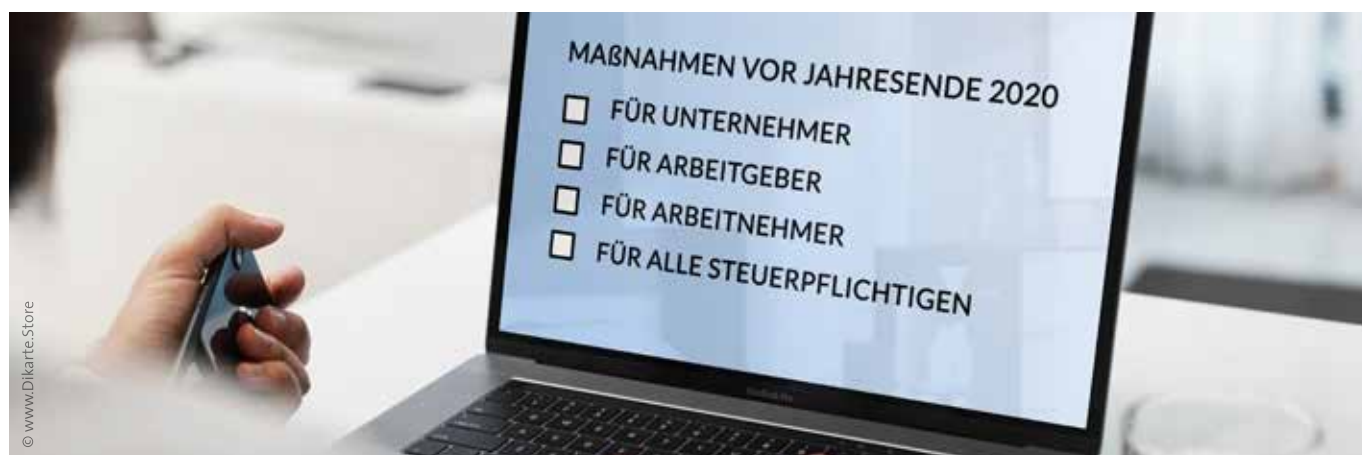 MAßNAHMEN VOR JAHRESENDE 2020
FÜR UNTERNEHMER
FÜR ARBEITGEBER
FÜR ARBEITNEHMER
FÜR ALLE STEUERPFLICHTIGEN
© www.Dikarte.Store